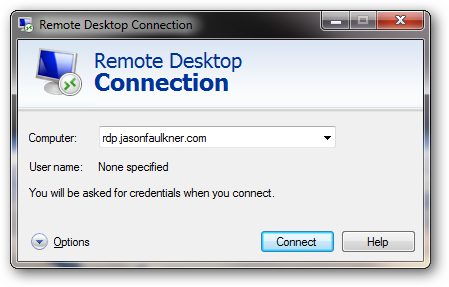 Remote Desktop Connection
Remote Desktop
Connection
Computer: rdp.jasonfaulkner.com
User name: None specified
You will be asked for credentials when you connect.
Options Connect Help